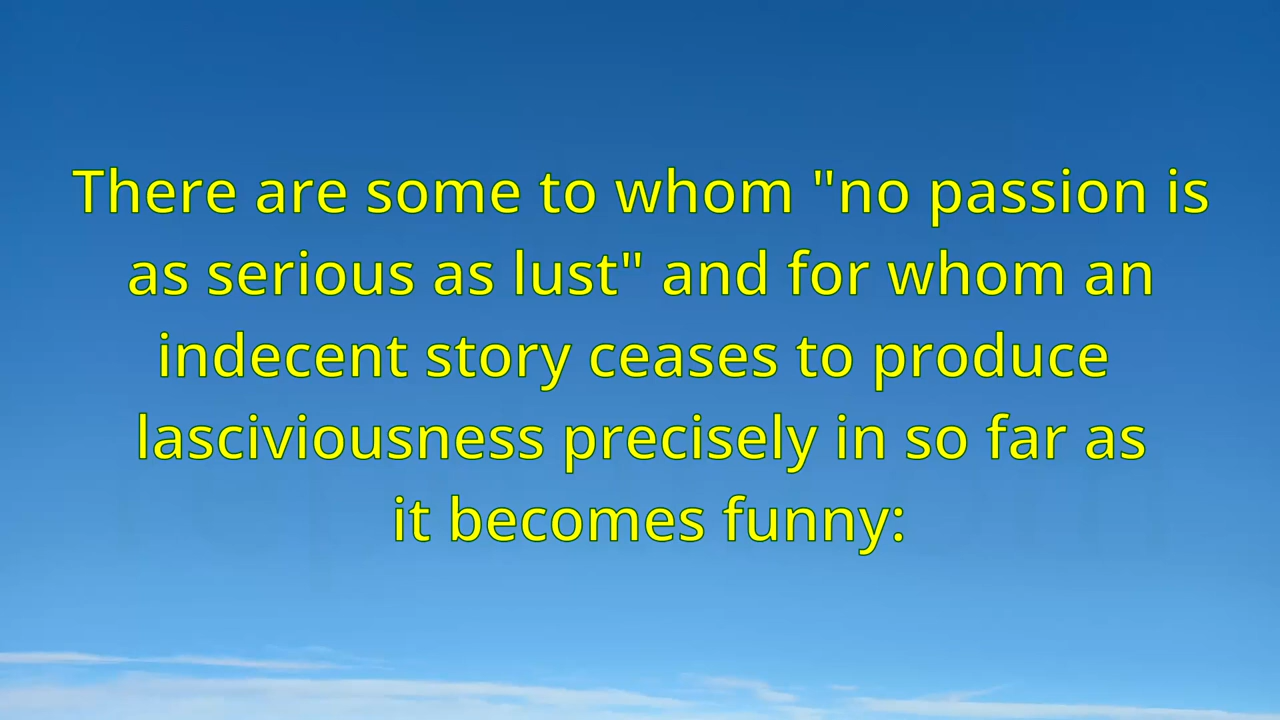 There are some to whom "no passion is
as serious as lust" and for whom an
indecent story ceases to produce
lasciviousness precisely in so far as
it becomes funny: